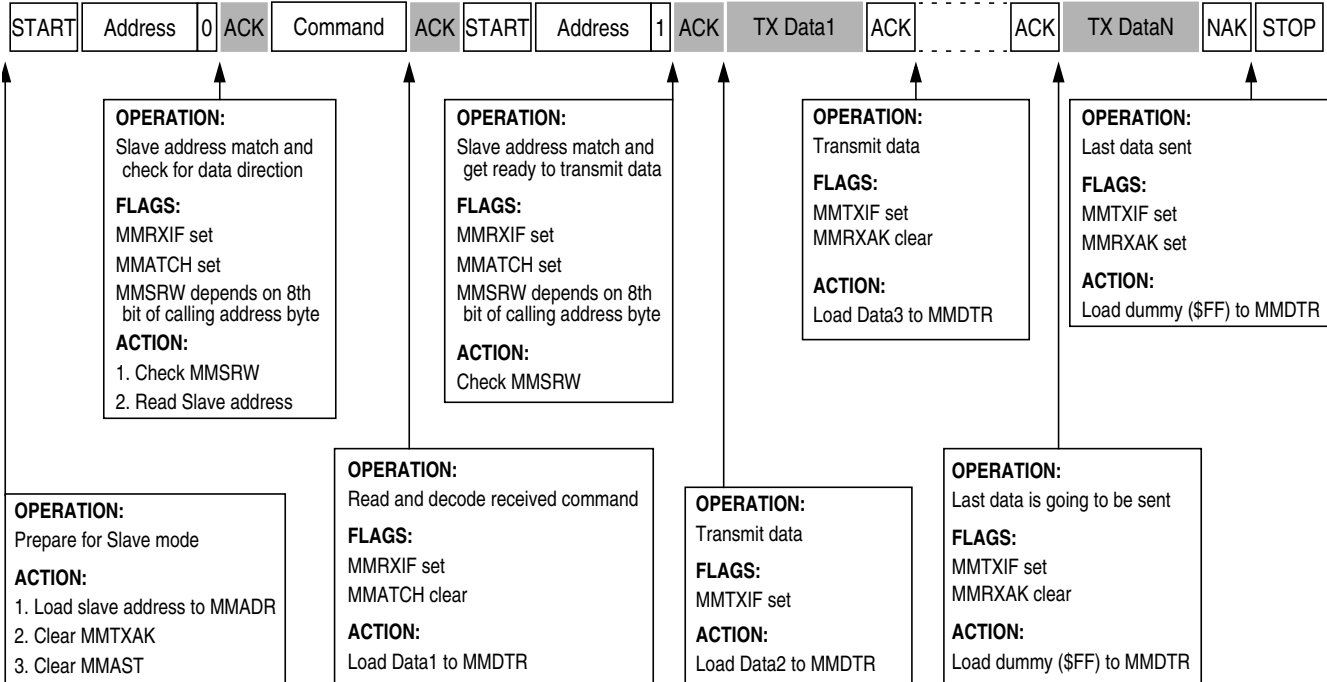 START Address 0 ACK Command ACK START Address 1 ACK TX Data1 ACK ACK TX DataN NAK STOP
OPERATION:
Slave address match and
check for data direction
FLAGS:
MMRXIF set
MMATCH set
MMSRW depends on 8th
bit of calling address byte
ACTION:
1. Check MMSRW
2. Read Slave address
OPERATION:
Slave address match and
get ready to transmit data
FLAGS:
MMRXIF set
MMATCH set
MMSRW depends on 8th
bit of calling address byte
ACTION:
Check MMSRW
OPERATION:
Transmit data
FLAGS:
MMTXIF set
MMRXAK clear
ACTION:
Load Data3 to MMDTR
OPERATION:
Last data sent
FLAGS:
MMTXIF set
MMRXAK set
ACTION:
Load dummy ($FF) to MMDTR
OPERATION:
Prepare for Slave mode
ACTION:
1. Load slave address to MMADR
2. Clear MMTXAK
3. Clear MMAST
OPERATION:
Read and decode received command
FLAGS:
MMRXIF set
MMATCH clear
ACTION:
Load Data1 to MMDTR
OPERATION:
Transmit data
FLAGS:
MMTXIF set
ACTION:
Load Data2 to MMDTR
OPERATION:
Last data is going to be sent
FLAGS:
MMTXIF set
MMRXAK clear
ACTION:
Load dummy ($FF) to MMDTR